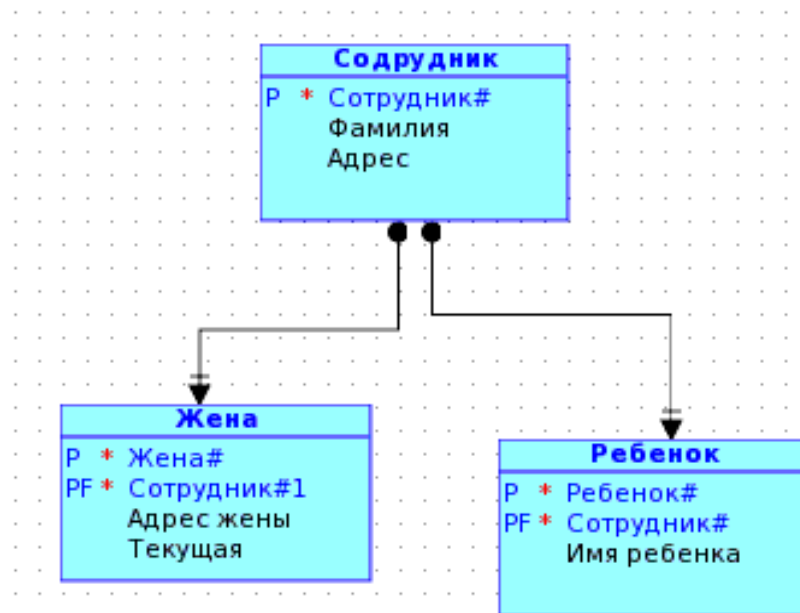 Содрудник
P * Сотрудник#
Фамилия
Адрес
Жена
P * Жена#
PF * Сотрудник#1
Адрес жены
Текущая
Ребенок
P * Ребенок#
PF * Сотрудник#
Имя ребенка